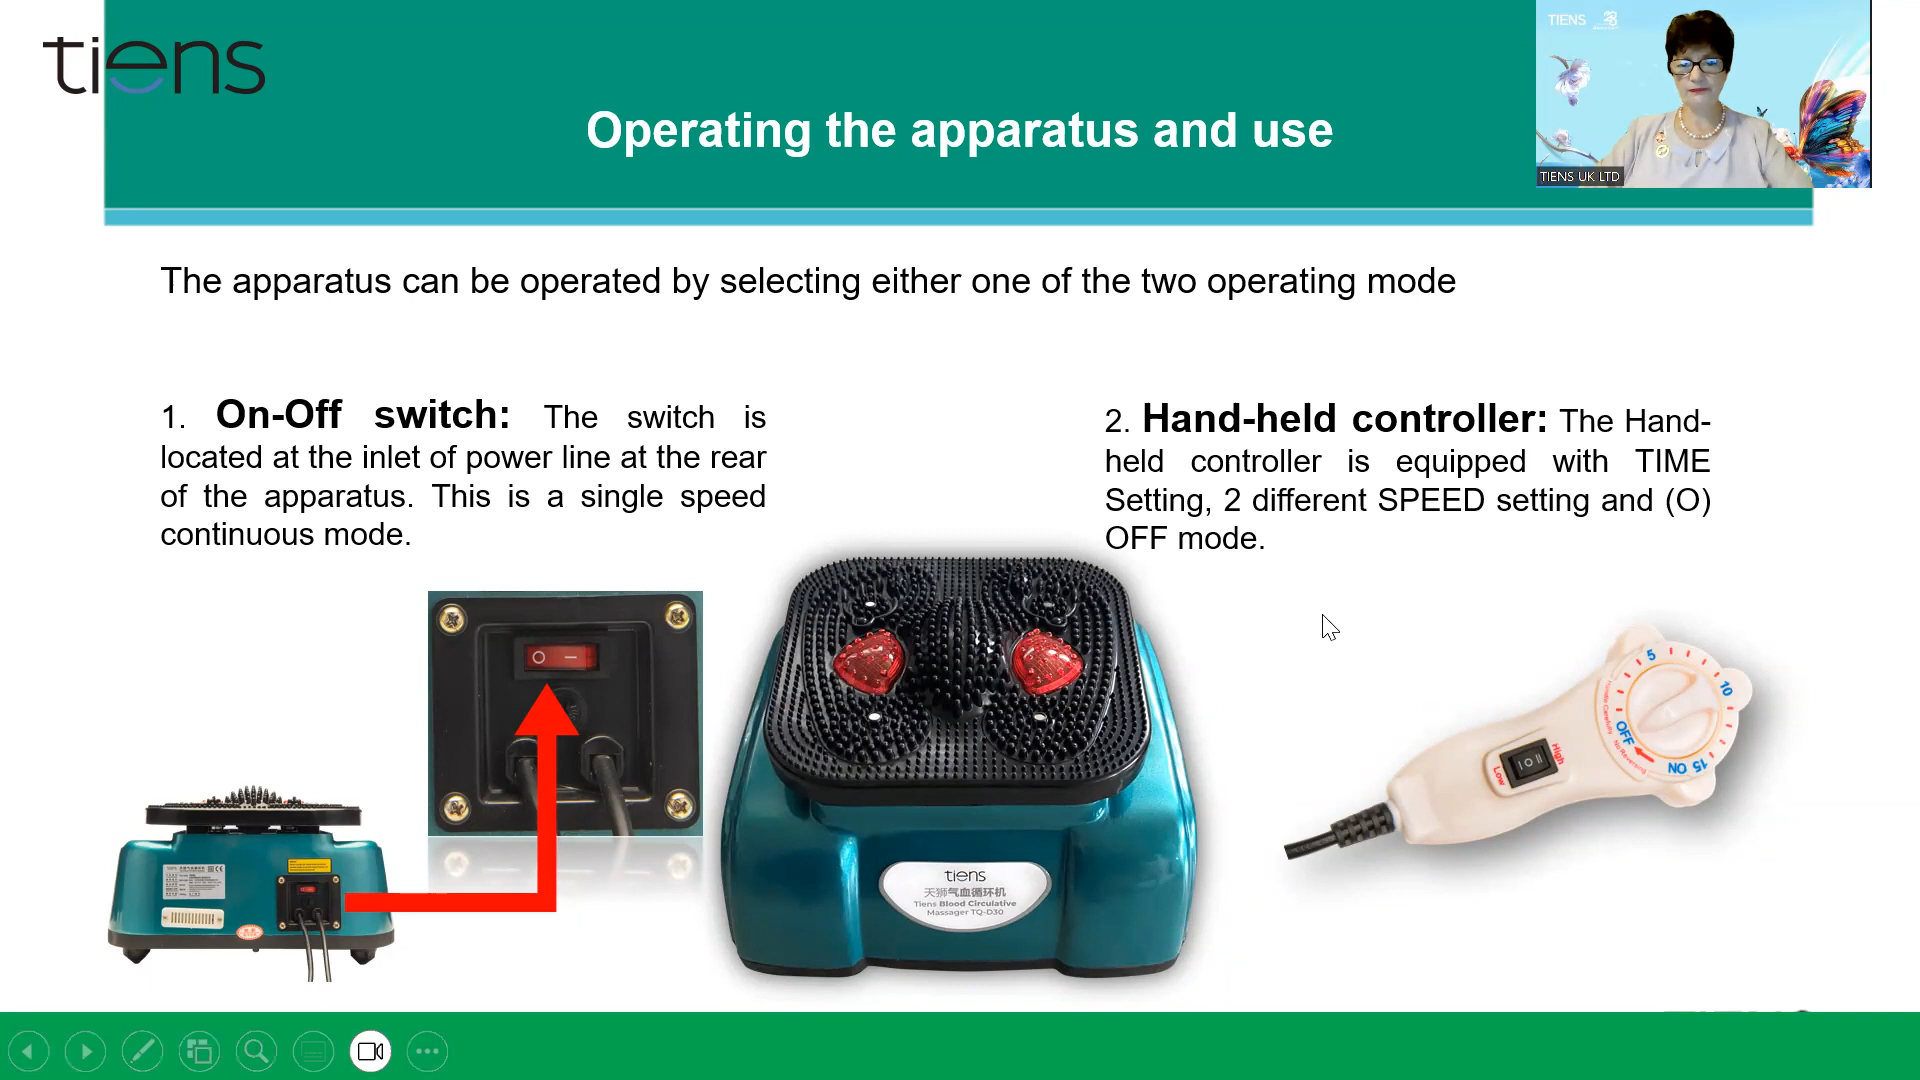 tiens
TIENS
TIENS UK LTD
Operating the apparatus and use
The apparatus can be operated by selecting either one of the two operating mode
1. On-Off switch: The switch is
located at the inlet of power line at the rear
of the apparatus. This is a single speed
continuous mode.
2. Hand-held controller: The Hand-
held controller is equipped with TIME
Setting, 2 different SPEED setting and (O)
OFF mode.
tiens
天狮气血循环机
Tiens Blood Circulative
Massager TQ-D30
5
10
15 ON
OFF
Handle Carefully
No Reversing
High
Low